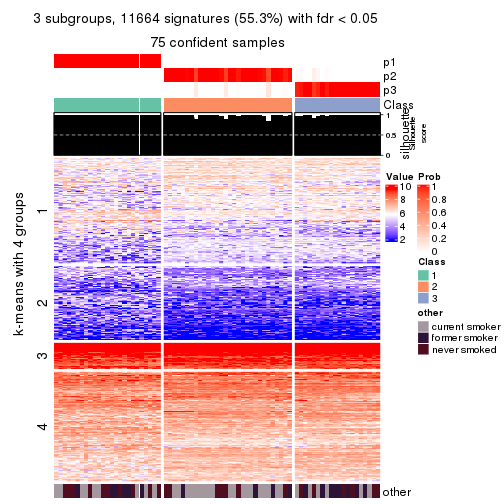 3 subgroups, 11664 signatures (55.3%) with fdr < 0.05
75 confident samples
p1
p2
p3
Class
1
0.5
0
silhouette
Silhouette
score
k-means with 4 groups
1
2
3
4
other
Value
10
8
6
4
2
Prob
1
0.8
0.6
0.4
0.2
0
Class
1
2
3
other
current smoker
former smoker
never smoked